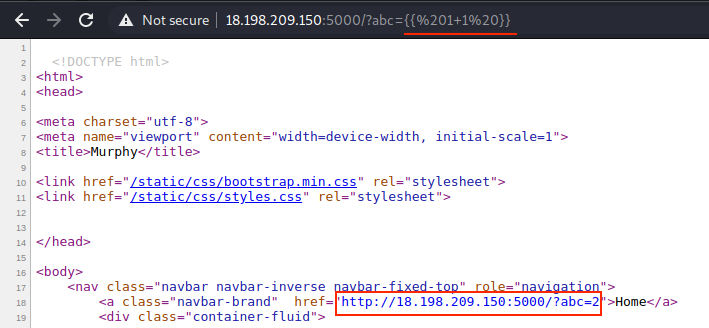 Not secure 18.198.209.150:5000/?abc={{%201+1%20}}
1
2 <!DOCTYPE html>
3 <html>
4 <head>
5
6 <meta charset="utf-8">
7 <meta name="viewport" content="width=device-width, initial-scale=1">
8 <title>Murphy</title>
9
10 <link href="/static/css/bootstrap.min.css" rel="stylesheet">
11 <link href="/static/css/styles.css" rel="stylesheet">
12
13
14 </head>
15
16 <body>
17 <nav class="navbar navbar-inverse navbar-fixed-top" role="navigation">
18 <a class="navbar-brand" href="http://18.198.209.150:5000/?abc=2">Home</a>
19 <div class="container-fluid">